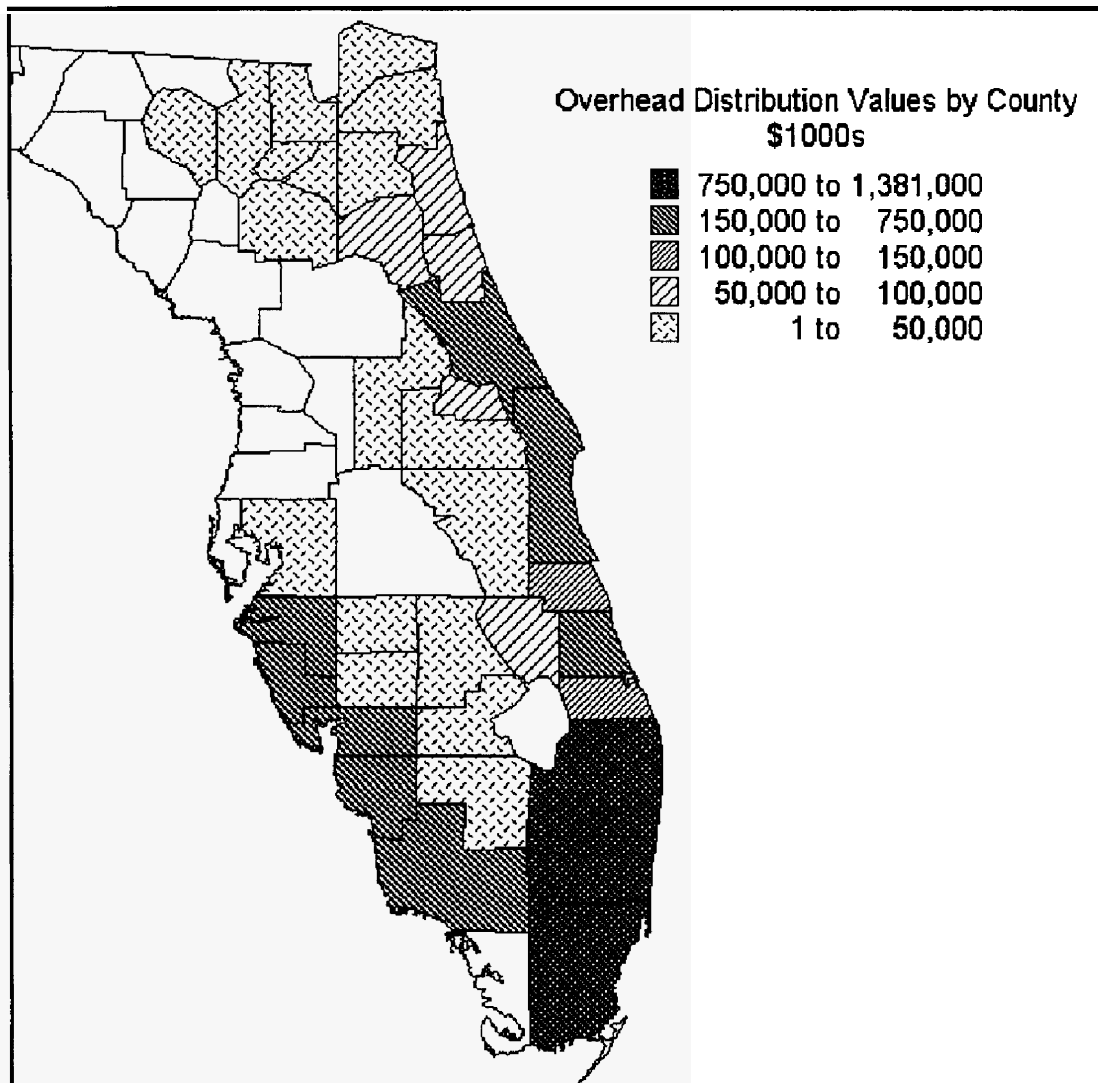 Overhead Distribution Values by County
$1000s
750,000 to 1,381,000
150,000 to 750,000
100,000 to 150,000
50,000 to 100,000
1 to 50,000